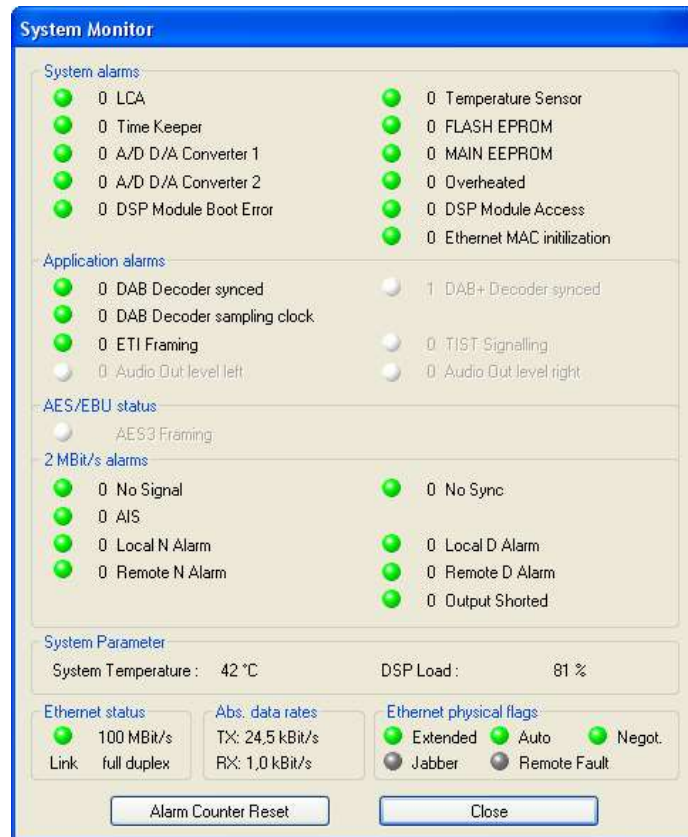 System Monitor
System alarms
0 LCA
0 Temperature Sensor
0 Time Keeper
0 FLASH EPROM
0 A/D D/A Converter 1
0 MAIN EEPROM
0 A/D D/A Converter 2
0 Overheated
0 DSP Module Boot Error
0 DSP Module Access
0 Ethernet MAC initilization
Application alarms
0 DAB Decoder synced
1 DAB+ Decoder synced
0 DAB Decoder sampling clock
0 ETI Framing
0 TIST Signalling
0 Audio Out level left
0 Audio Out level right
AES/EBU status
AES3 Framing
2 MBit/s alarms
0 No Signal
0 No Sync
0 AIS
0 Local N Alarm
0 Local D Alarm
0 Remote N Alarm
0 Remote D Alarm
0 Output Shorted
System Parameter
System Temperature : 42 °C
DSP Load : 81 %
Ethernet status
100 MBit/s
Link full duplex
Abs. data rates
TX: 24,5 kBit/s
RX: 1,0 kBit/s
Ethernet physical flags
Extended Auto Negot.
Jabber Remote Fault
Alarm Counter Reset
Close